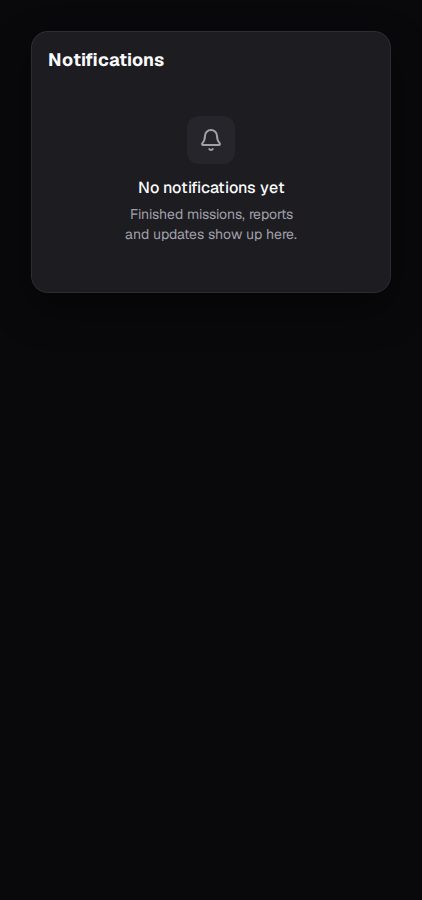 Notifications
No notifications yet
Finished missions, reports
and updates show up here.